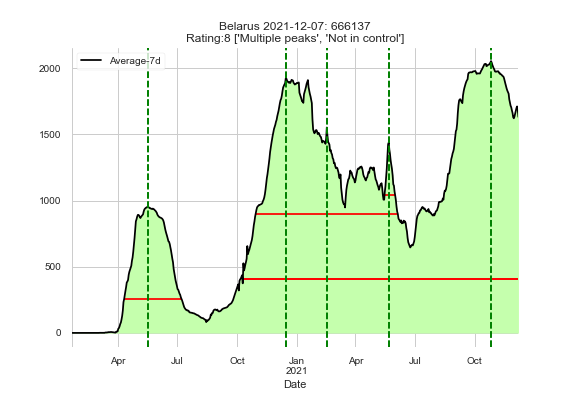 Belarus 2021-12-07: 666137
Rating:8 ['Multiple peaks', 'Not in control']
Average-7d
2000
1500
1000
500
0
Apr Jul Oct Jan Apr Jul Oct
2021
Date